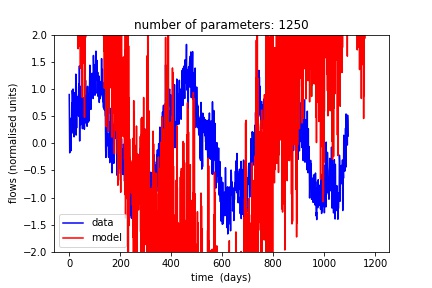 number of parameters: 1250
flows (normalised units)
2.0
1.5
1.0
0.5
0.0
−0.5
−1.0
−1.5
−2.0
data
model
0 200 400 600 800 1000 1200
time (days)